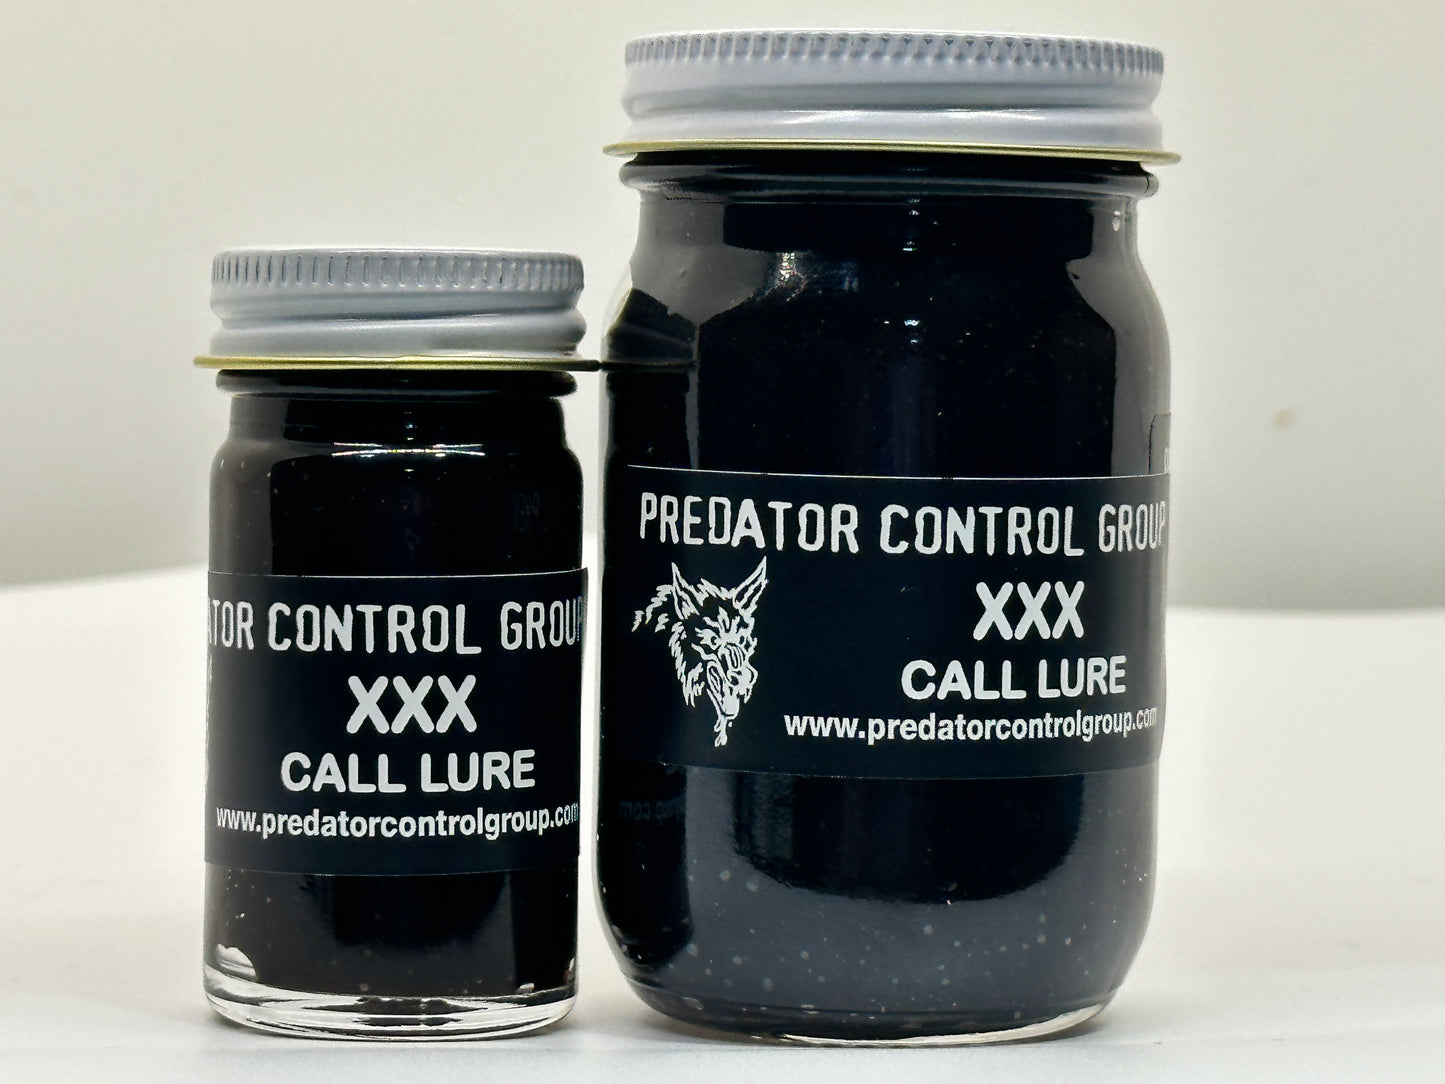 ATOR CONTROL GROUP
XXX
CALL LURE
www.predatorcontrolgroup.com
PREDATOR CONTROL GROUP
XXX
CALL LURE
www.predatorcontrolgroup.com